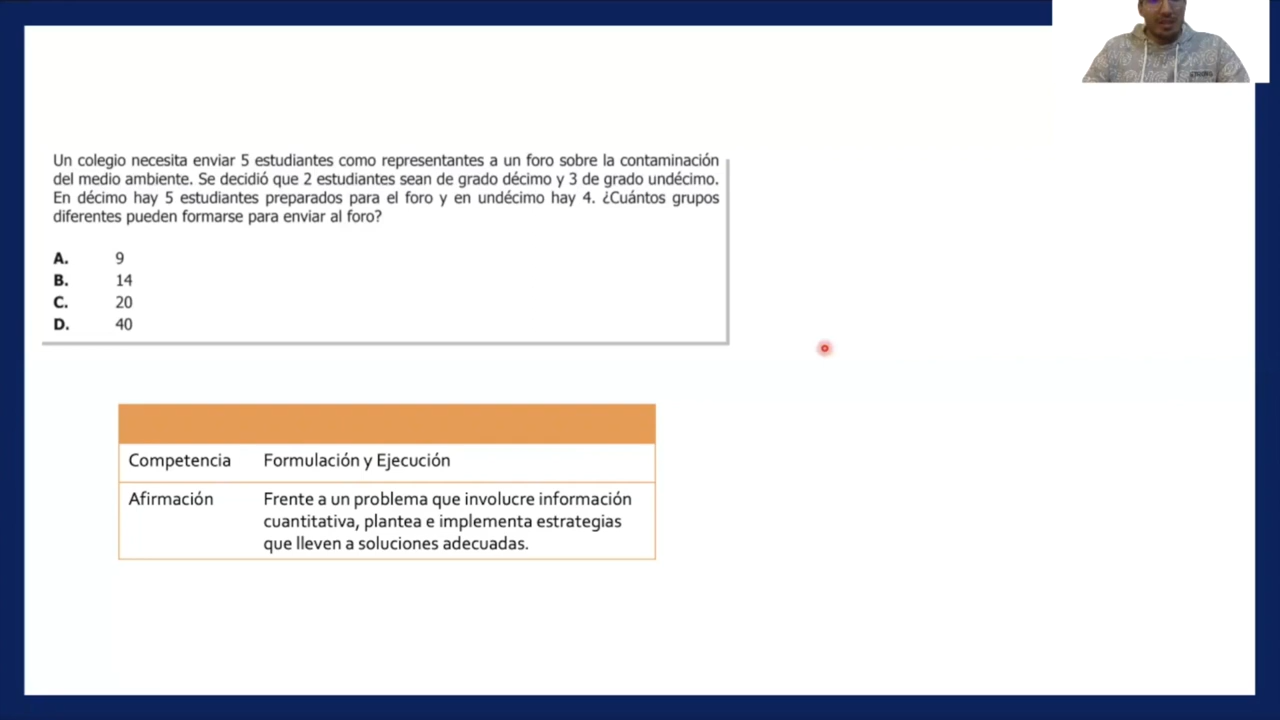 Un colegio necesita enviar 5 estudiantes como representantes a un foro sobre la contaminación
del medio ambiente. Se decidió que 2 estudiantes sean de grado décimo y 3 de grado undécimo.
En décimo hay 5 estudiantes preparados para el foro y en undécimo hay 4. ¿Cuántos grupos
diferentes pueden formarse para enviar al foro?
A. 9
B. 14
C. 20
D. 40
Competencia Formulación y Ejecución
Afirmación Frente a un problema que involucre información
cuantitativa, plantea e implementa estrategias
que lleven a soluciones adecuadas.